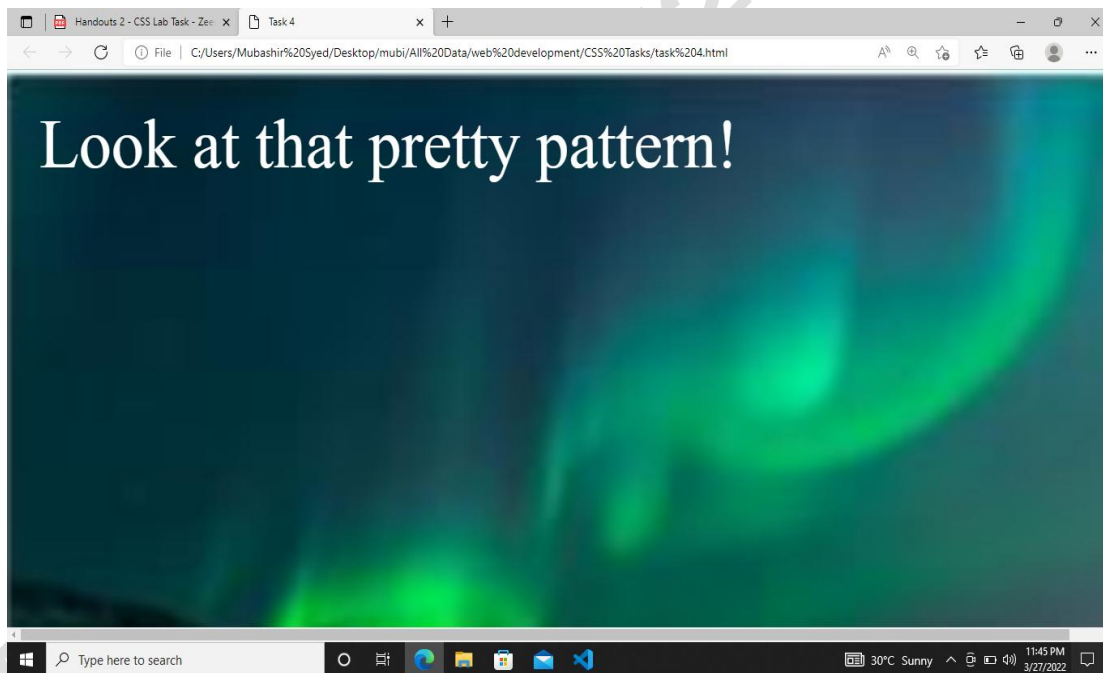 Handouts 2 - CSS Lab Task - Zee
Task 4
File | C:/Users/Mubashir%20Syed/Desktop/mubi/All%20Data/web%20development/CSS%20Tasks/task%204.html
Look at that pretty pattern!
Type here to search
30°C Sunny
11:45 PM
3/27/2022